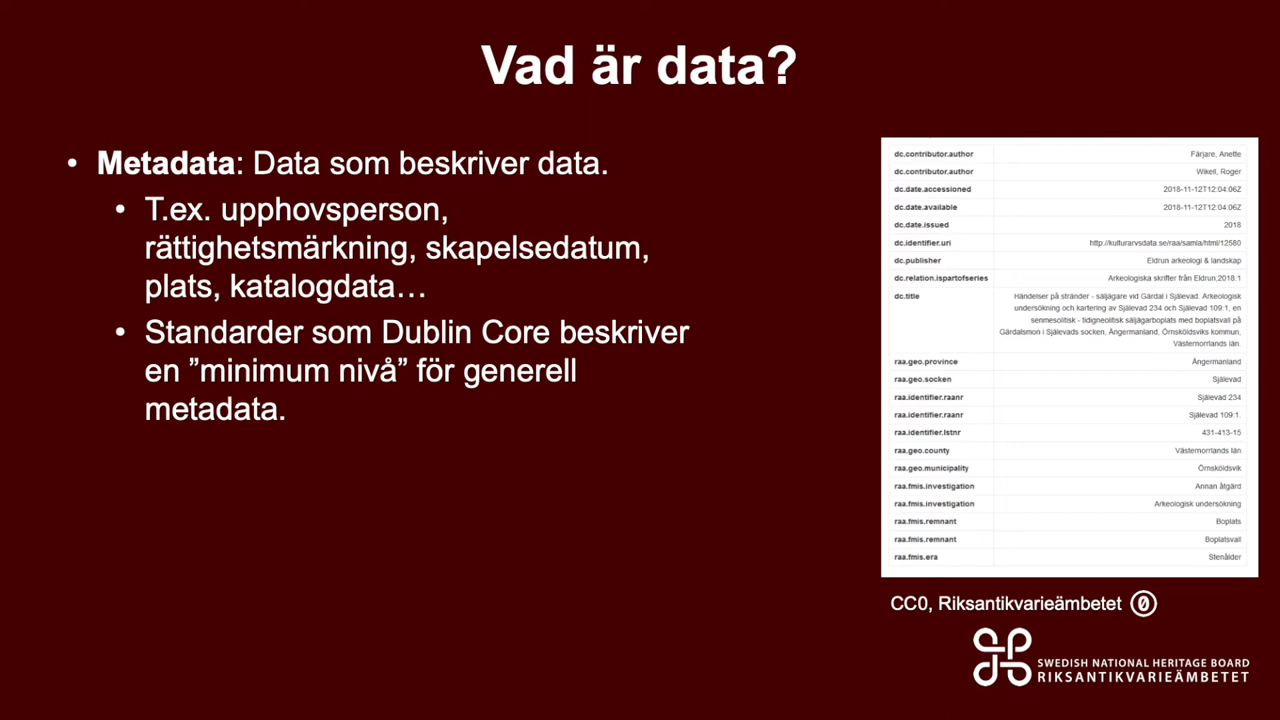 Vad är data?
• Metadata: Data som beskriver data.
• T.ex. upphovsperson,
rättighetsmärkning, skapelsedatum,
plats, katalogdata…
• Standarder som Dublin Core beskriver
en ”minimum nivå” för generell
metadata.
dc.contributor.author Färjare, Anette
dc.contributor.author Wikell, Roger
dc.date.accessioned 2018-11-12T12:04:06Z
dc.date.available 2018-11-12T12:04:06Z
dc.date.issued 2018
dc.identifier.uri http://kulturarvsdata.se/raa/samla/html/12580
dc.publisher Eldrun arkeologi & landskap
dc.relation.ispartofseries Arkeologiska skrifter från Eldrun;2018:1
dc.title Händelser på stränder - säljägare vid Gärdal i Själevad. Arkeologisk
undersökning och kartering av Själevad 234 och Själevad 109:1, en
senmesolitisk - tidigneolitisk säljägarboplats med boplatsvall på
Gärdatsmon i Själevads socken, Ångermanland, Örnsköldsviks kommun,
Västernorrlands län.
raa.geo.province Ångermanland
raa.geo.socken Själevad
raa.identifier.raanr Själevad 234
raa.identifier.raanr Själevad 109:1.
raa.identifier.lstnr 431-413-15
raa.geo.county Västernorrlands län
raa.geo.municipality Örnsköldsvik
raa.fmis.investigation Annan åtgärd
raa.fmis.investigation Arkeologisk undersökning
raa.fmis.remnant Boplats
raa.fmis.remnant Boplatsvall
raa.fmis.era Stenålder
CC0, Riksantikvarieämbetet 0
SWEDISH NATIONAL HERITAGE BOARD
RIKSANTIKVARIEÄMBETET